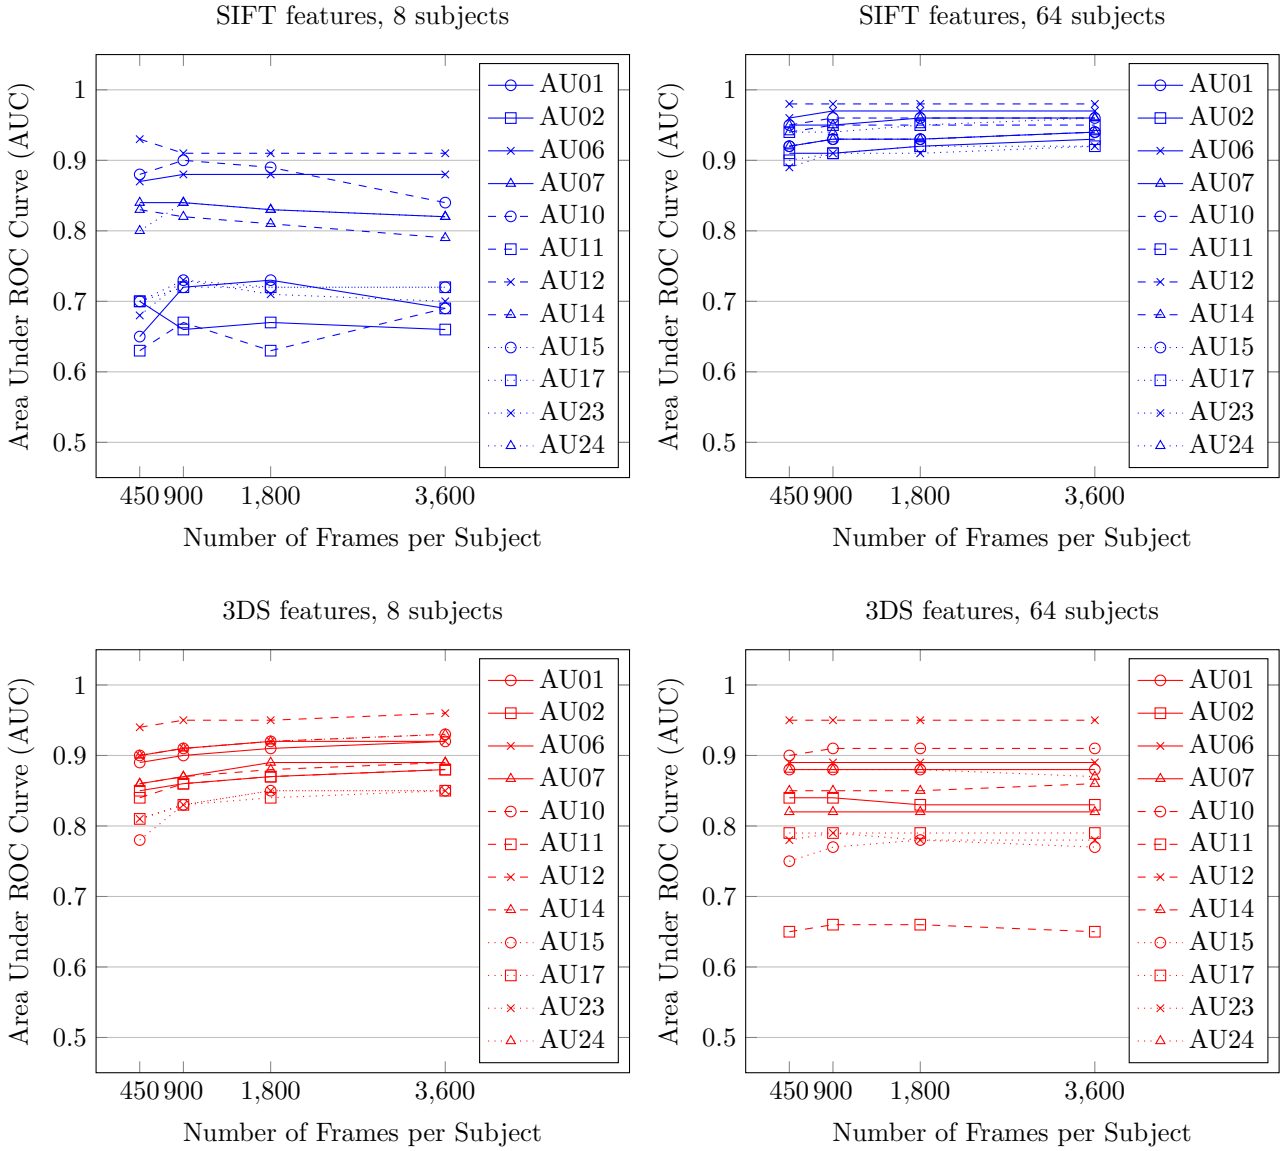 SIFT features, 8 subjects
Area Under ROC Curve (AUC)
1
0.9
0.8
0.7
0.6
0.5
450 900 1,800 3,600
Number of Frames per Subject
AU01
AU02
AU06
AU07
AU10
AU11
AU12
AU14
AU15
AU17
AU23
AU24
SIFT features, 64 subjects
Area Under ROC Curve (AUC)
1
0.9
0.8
0.7
0.6
0.5
450 900 1,800 3,600
Number of Frames per Subject
AU01
AU02
AU06
AU07
AU10
AU11
AU12
AU14
AU15
AU17
AU23
AU24
3DS features, 8 subjects
Area Under ROC Curve (AUC)
1
0.9
0.8
0.7
0.6
0.5
450 900 1,800 3,600
Number of Frames per Subject
AU01
AU02
AU06
AU07
AU10
AU11
AU12
AU14
AU15
AU17
AU23
AU24
3DS features, 64 subjects
Area Under ROC Curve (AUC)
1
0.9
0.8
0.7
0.6
0.5
450 900 1,800 3,600
Number of Frames per Subject
AU01
AU02
AU06
AU07
AU10
AU11
AU12
AU14
AU15
AU17
AU23
AU24